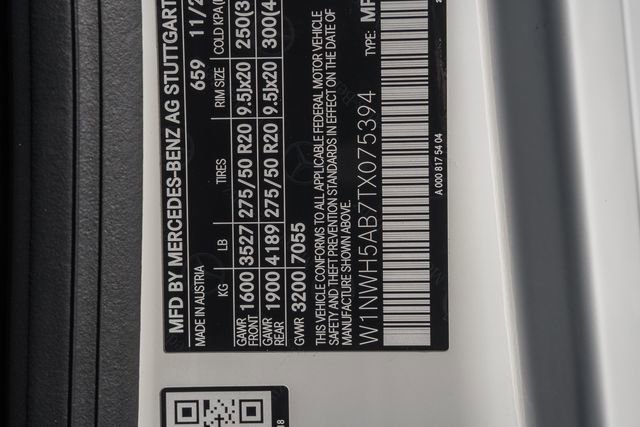 MFD BY MERCEDES-BENZ AG STUTTGART
MADE IN AUSTRIA 659 11/2
KG LB TIRES RIM SIZE COLD KPA
GAWR FRONT 1600 3527 275/50 R20 9.5Jx20 250(3
GAWR REAR 1900 4189 275/50 R20 9.5Jx20 300(4
GVWR 3200 7055
THIS VEHICLE CONFORMS TO ALL APPLICABLE FEDERAL MOTOR VEHICLE
SAFETY AND THEFT PREVENTION STANDARDS IN EFFECT ON THE DATE OF
MANUFACTURE SHOWN ABOVE. TYPE:
W1NWH5AB7TX075394
A 000 817 54 04